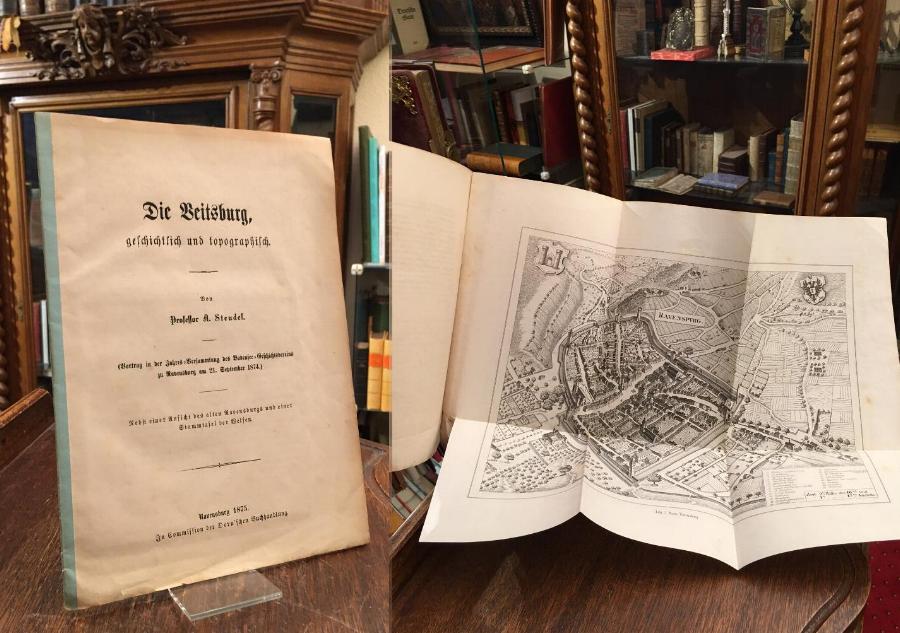 Die Veitsburg,
geschichtlich und topographisch.
Von
Professor A. Steudel.
(Vortrag in der Jahres-Versammlung des Bodensee-Geschichtsvereins
zu Ravensburg am 21. September 1874.)
Nebst einer Ansicht des alten Ravensburgs und einer
Stammtafel der Welfen.
Ravensburg 1875.
In Commission der Dorn'schen Buchhandlung
RAVENSPURG